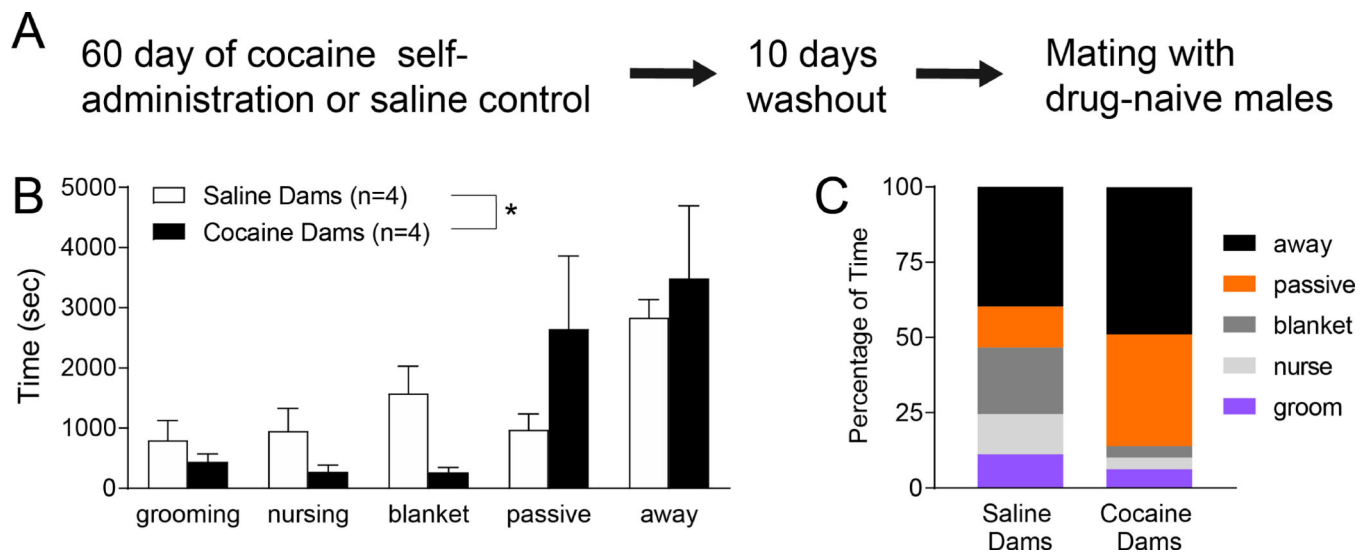 A
60 day of cocaine self-
administration or saline control
10 days
washout
Mating with
drug-naive males
B
Saline Dams (n=4)
Cocaine Dams (n=4)
*
Time (sec)
5000
4000
3000
2000
1000
0
grooming nursing blanket passive away
C
Percentage of Time
100
75
50
25
0
Saline
Dams
Cocaine
Dams
away
passive
blanket
nurse
groom